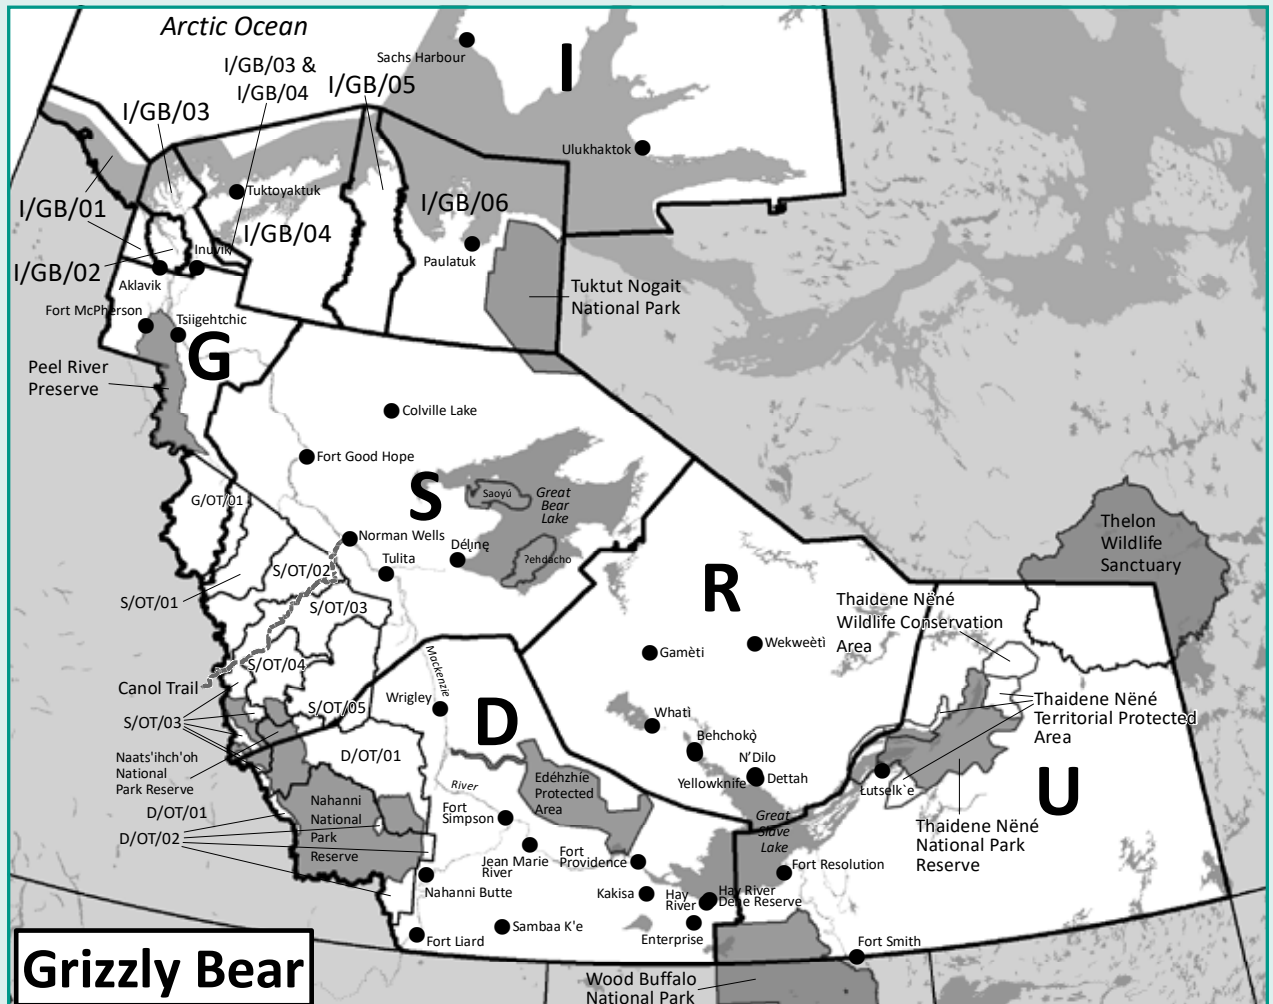 Arctic Ocean
Sachs Harbour
I
I/GB/03 &
I/GB/04
I/GB/05
I/GB/03
Ulukhaktok
Tuktoyaktuk
I/GB/01
I/GB/06
I/GB/04
Inuvik
Paulatuk
I/GB/02
Aklavik
Tuktut Nogait
National Park
Fort McPherson
Tsiigehtchic
G
Peel River
Preserve
Colville Lake
Fort Good Hope
S
Saoyú
Great
Bear
Lake
G/OT/01
Thelon
Wildlife
Sanctuary
Norman Wells
Délı̨nę
Tulita
ʔehdacho
S/OT/02
R
S/OT/01
S/OT/03
Thaidene Nëné
Wildlife Conservation
Area
Wekweètì
Gamètì
S/OT/04
Mackenzie
Canol Trail
Wrigley
Thaidene Nëné
Territorial Protected
Area
S/OT/05
S/OT/03
D
Whatì
Behchokǫ̀
D/OT/01
Naats'ihch'oh
National
Park Reserve
N'Dilo
Yellowknife
Dettah
Edéhzhíe
Protected
Area
River
Łutselk`e
U
Nahanni
National
Park
Reserve
D/OT/01
Fort
Simpson
Great
Slave
Lake
Thaidene Nëné
National Park
Reserve
D/OT/02
Jean Marie
River
Fort
Providence
Fort Resolution
Nahanni Butte
Kakisa
Hay
River
Hay River
Dene Reserve
Sambaa K'e
Enterprise
Fort Liard
Fort Smith
Grizzly Bear
Wood Buffalo
National Park